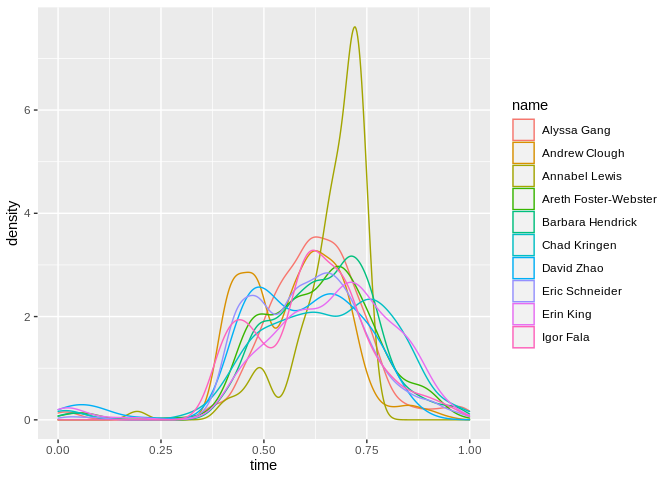 density
6
4
2
0
0.00
0.25
0.50
0.75
1.00
time
name
Alyssa Gang
Andrew Clough
Annabel Lewis
Areth Foster-Webster
Barbara Hendrick
Chad Kringen
David Zhao
Eric Schneider
Erin King
Igor Fala